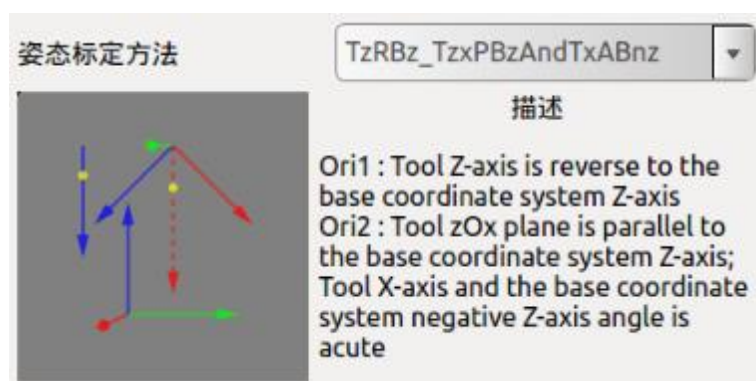 姿态标定方法
TzRBz_TzxPBzAndTxABnz
描述
Ori1 : Tool Z-axis is reverse to the
base coordinate system Z-axis
Ori2 : Tool zOx plane is parallel to
the base coordinate system Z-axis;
Tool X-axis and the base coordinate
system negative Z-axis angle is
acute